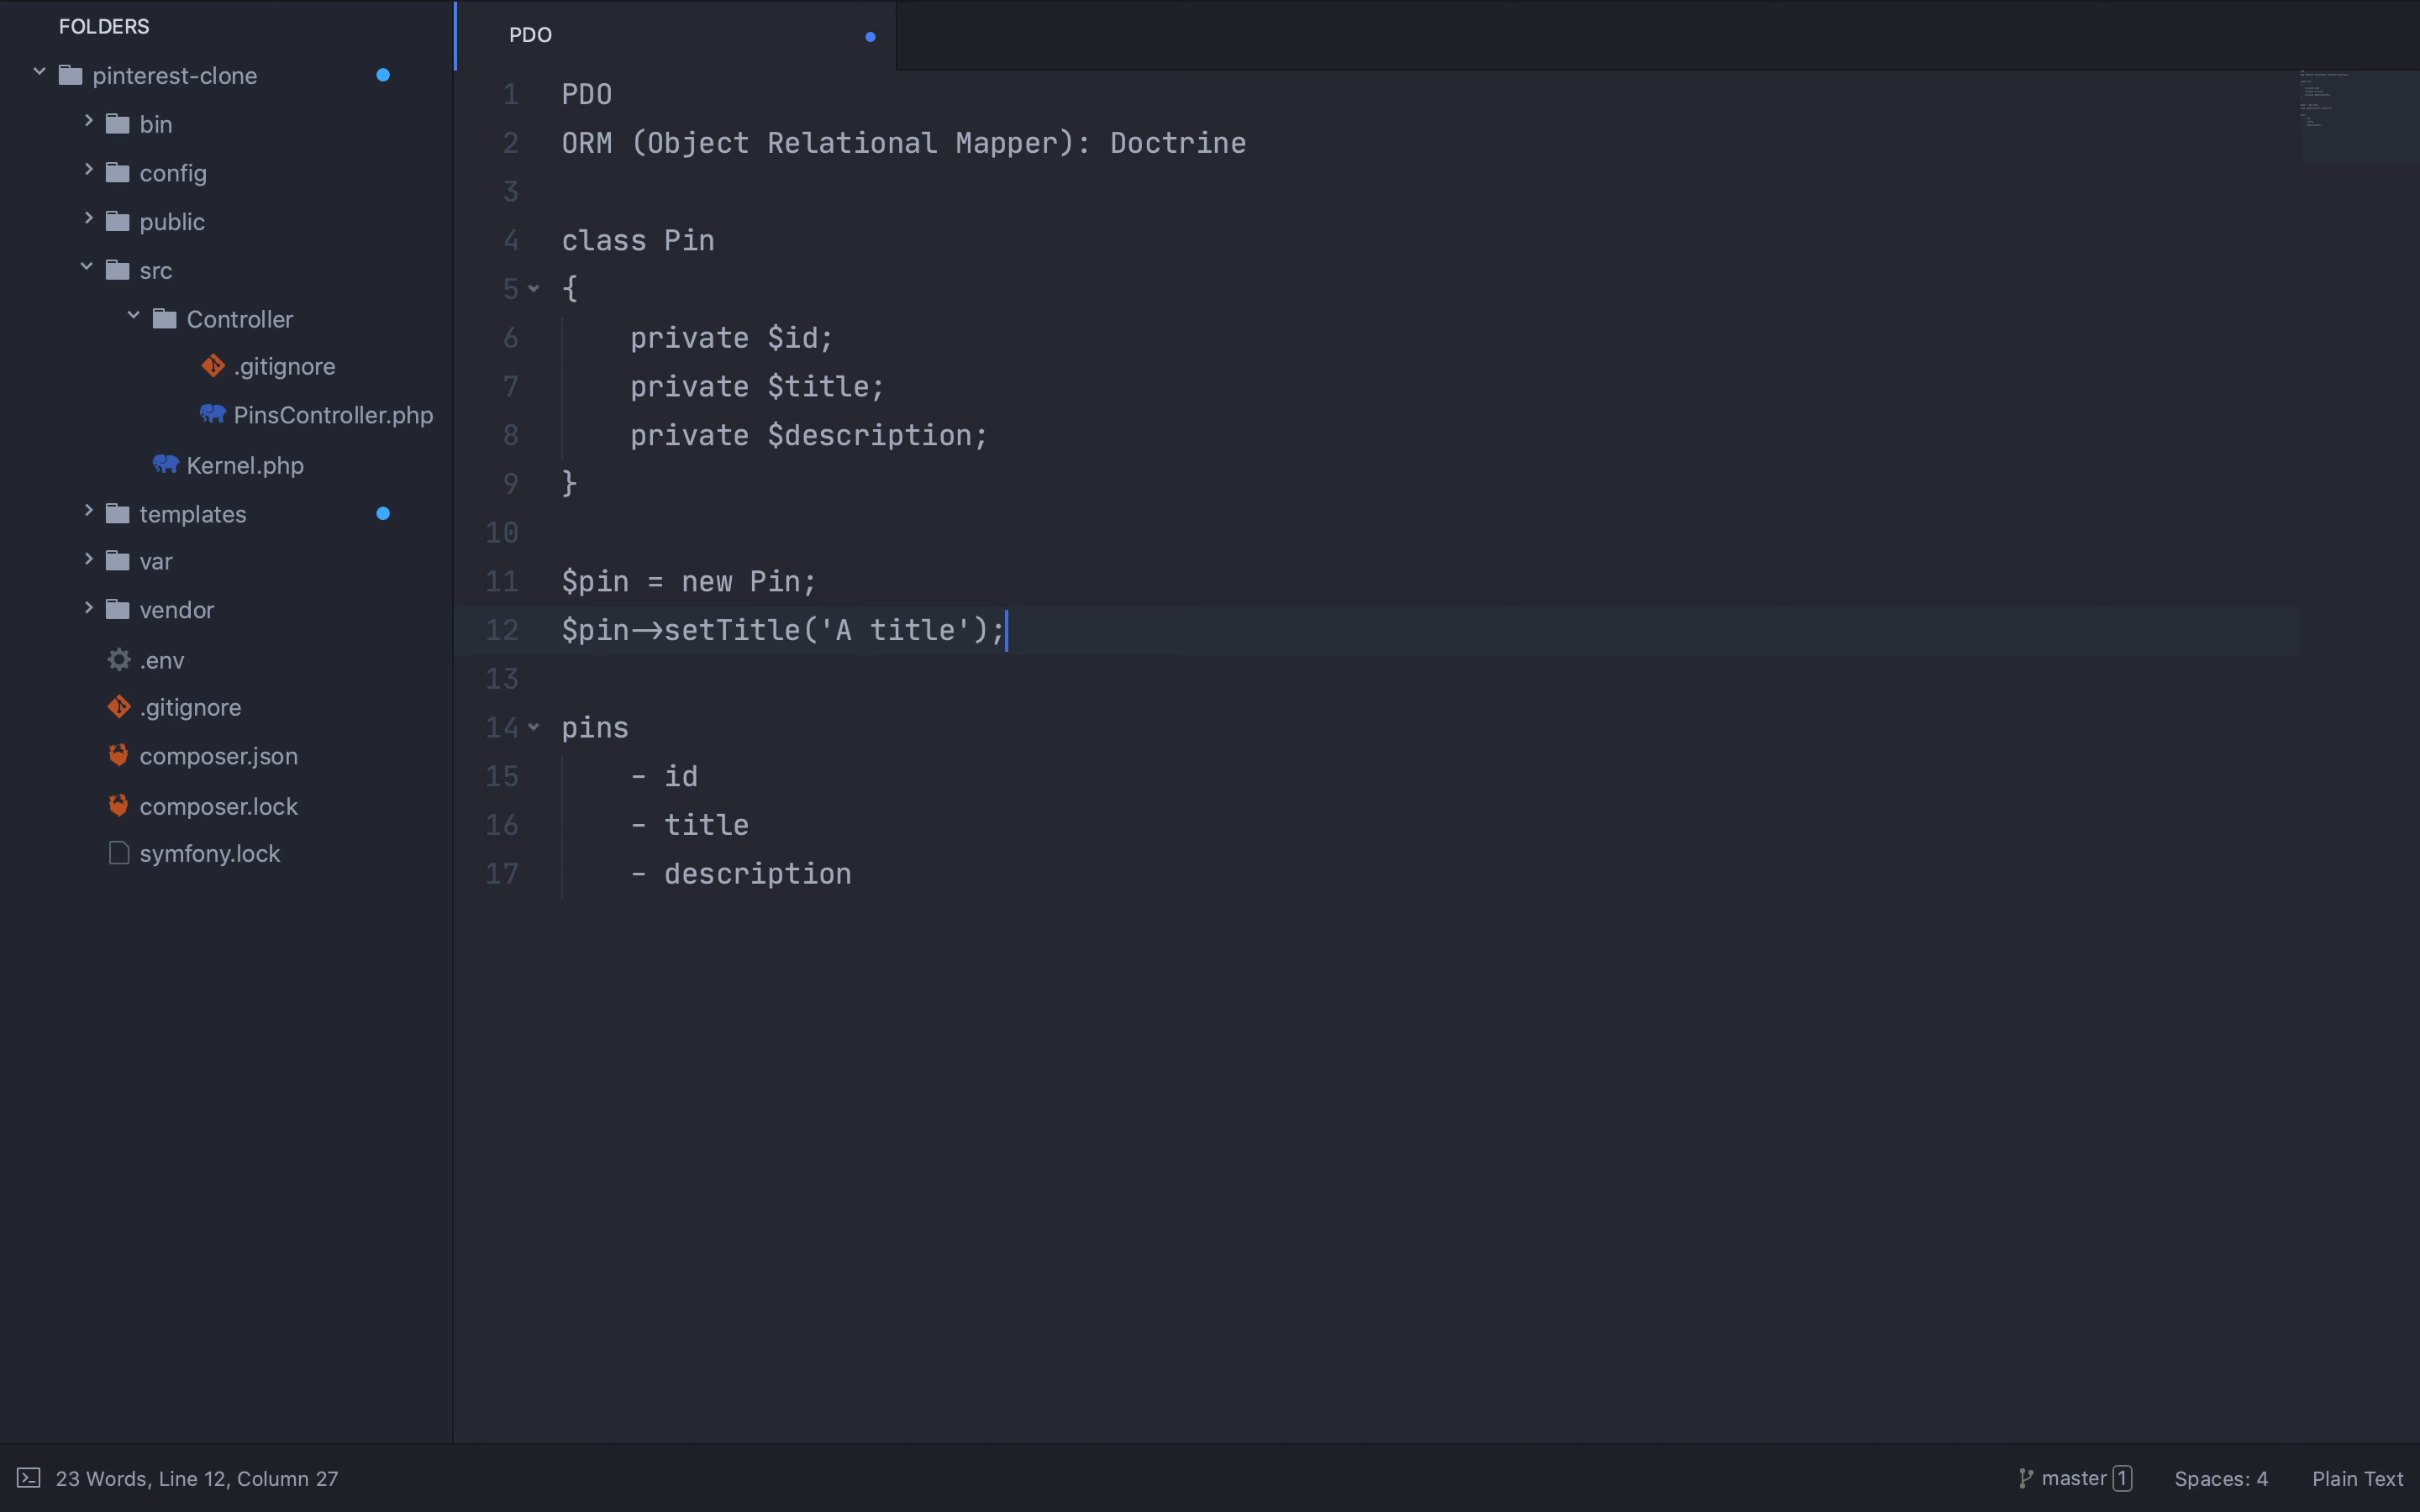 FOLDERS
pinterest-clone
bin
config
public
src
Controller
.gitignore
PinsController.php
Kernel.php
templates
var
vendor
.env
.gitignore
composer.json
composer.lock
symfony.lock
PDO
1 PDO
2 ORM (Object Relational Mapper): Doctrine
3
4 class Pin
5 {
6 private $id;
7 private $title;
8 private $description;
9 }
10
11 $pin = new Pin;
12 $pin->setTitle('A title');
13
14 pins
15 - id
16 - title
17 - description
23 Words, Line 12, Column 27
master 1
Spaces: 4
Plain Text